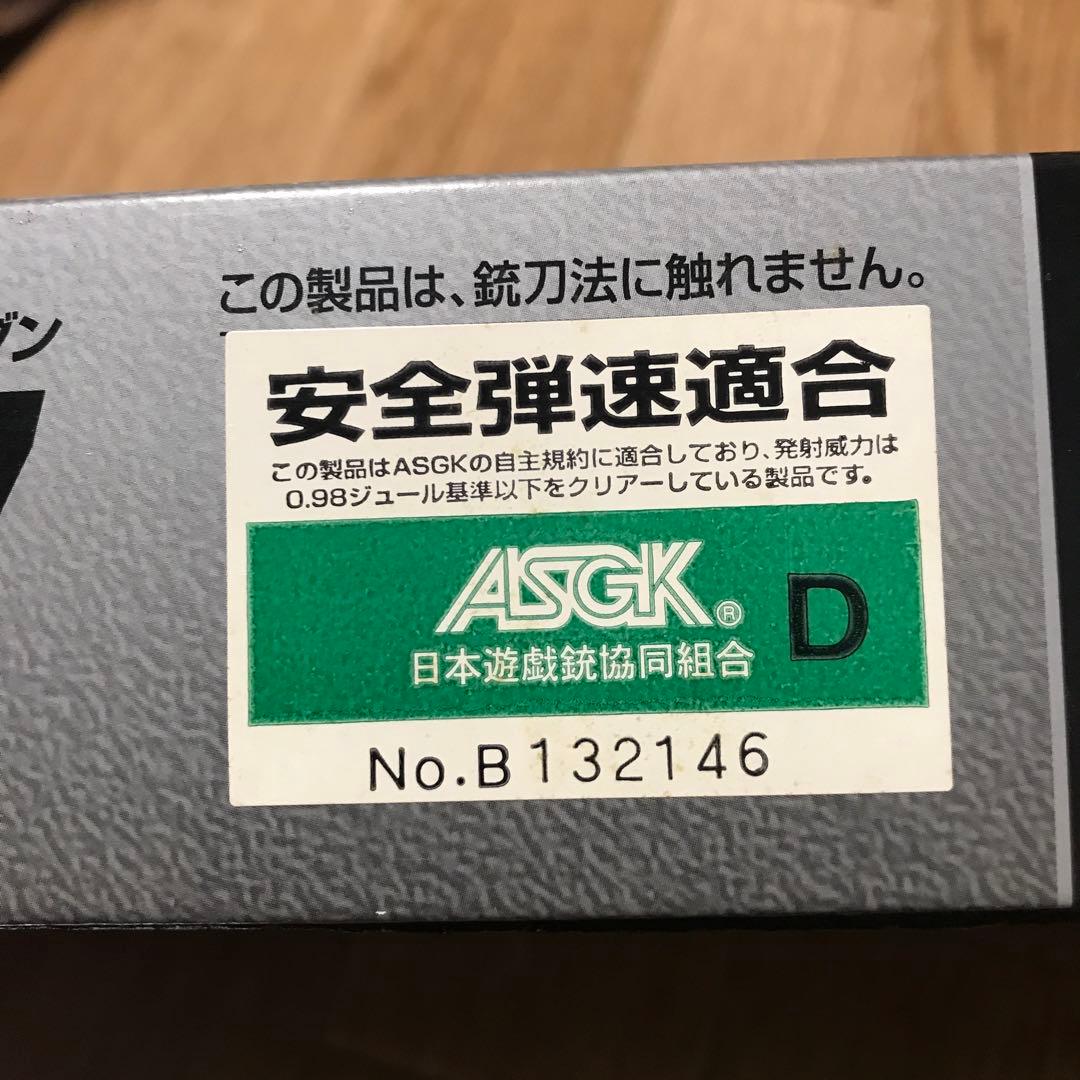 この製品は、銃刀法に触れません。
グン
安全弾速適合
この製品はASGKの自主規約に適合しており、発射威力は
0.98ジュール基準以下をクリアーしている製品です。
ASGK®
D
日本遊戯銃協同組合
No.B132146